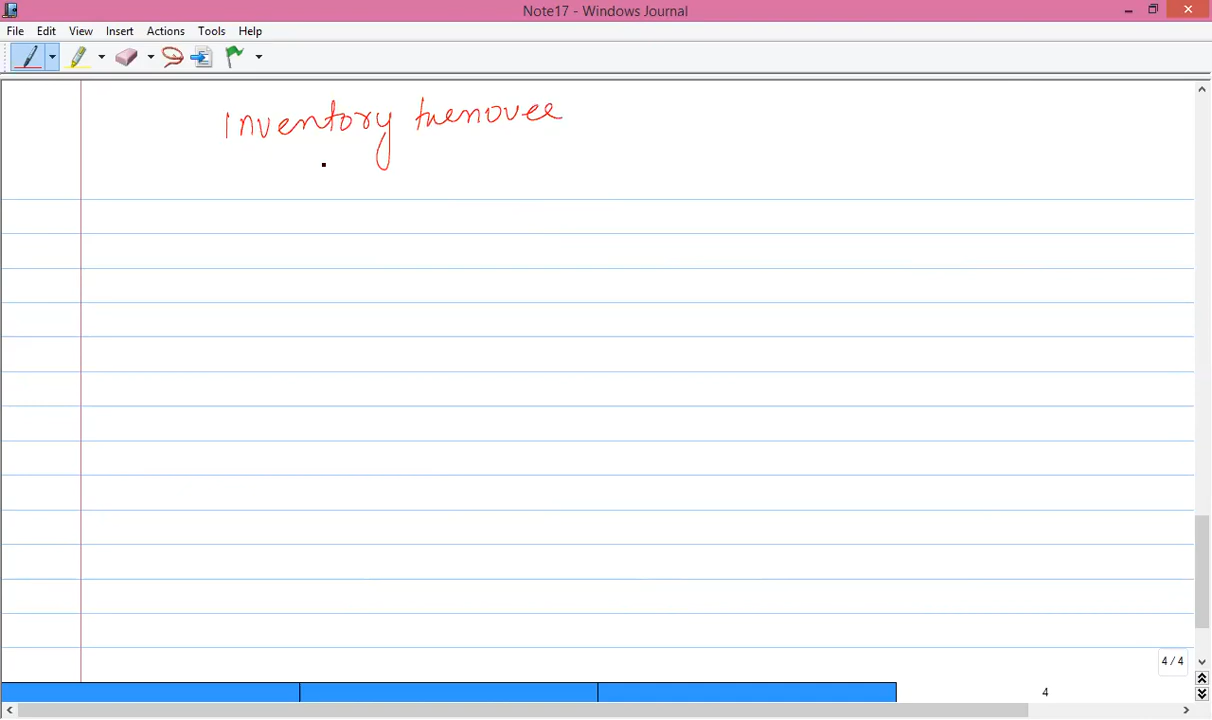 Note17 - Windows Journal
File Edit View Insert Actions Tools Help
Inventory turnover
4 / 4
4